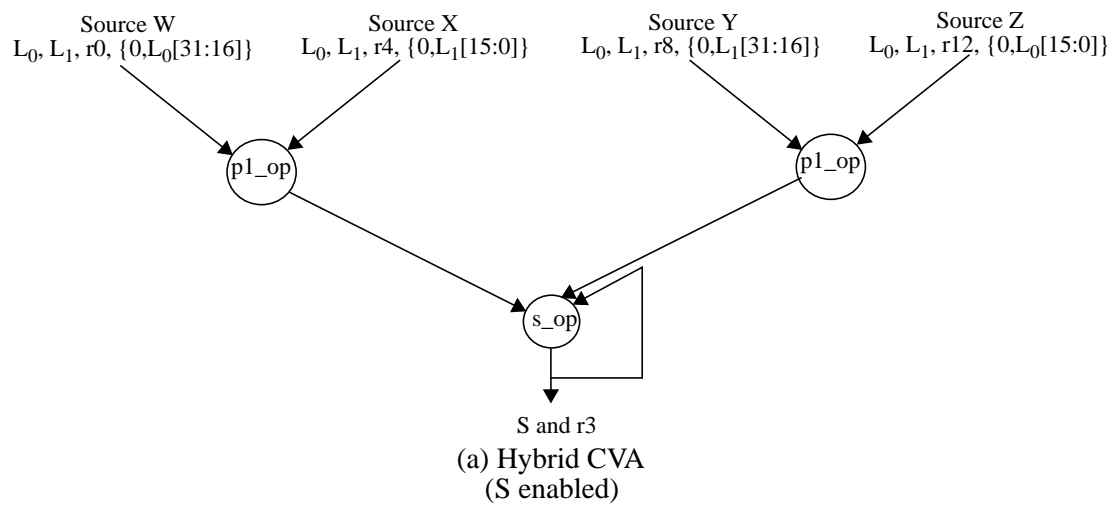 Source W
L₀, L₁, r0, {0,L₀[31:16]}
Source X
L₀, L₁, r4, {0,L₁[15:0]}
Source Y
L₀, L₁, r8, {0,L₁[31:16]}
Source Z
L₀, L₁, r12, {0,L₀[15:0]}
p1_op
p1_op
s_op
S and r3
(a) Hybrid CVA
(S enabled)